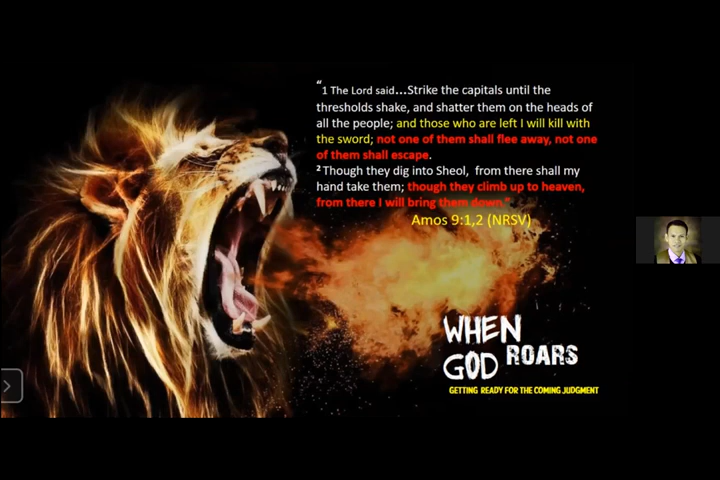 “1 The Lord said...Strike the capitals until the
thresholds shake, and shatter them on the heads of
all the people; and those who are left I will kill with
the sword; not one of them shall flee away, not one
of them shall escape.
2 Though they dig into Sheol, from there shall my
hand take them; though they climb up to heaven,
from there I will bring them down.”
Amos 9:1,2 (NRSV)
WHEN
GOD ROARS
GETTING READY FOR THE COMING JUDGMENT